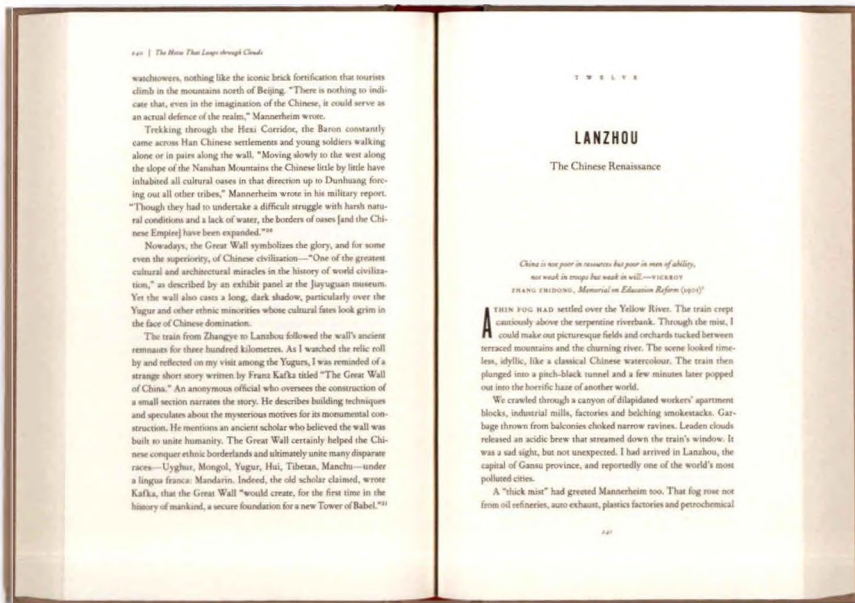 240 | The Horse That Leaps through Clouds
watchtowers, nothing like the iconic brick fortification that tourists
climb in the mountains north of Beijing. “There is nothing to indi-
cate that, even in the imagination of the Chinese, it could serve as
an actual defence of the realm,” Mannerheim wrote.
Trekking through the Hexi Corridor, the Baron constantly
came across Han Chinese settlements and young soldiers walking
alone or in pairs along the wall. “Moving slowly to the west along
the slope of the Nanshan Mountains the Chinese little by little have
inhabited all cultural oases in that direction up to Dunhuang forc-
ing out all other tribes,” Mannerheim wrote in his military report.
“Though they had to undertake a difficult struggle with harsh natu-
ral conditions and a lack of water, the borders of oases [and the Chi-
nese Empire] have been expanded.”20
Nowadays, the Great Wall symbolizes the glory, and for some
even the superiority, of Chinese civilization—“One of the greatest
cultural and architectural miracles in the history of world civiliza-
tion,” as described by an exhibit panel at the Jiayuguan museum.
Yet the wall also casts a long, dark shadow, particularly over the
Yugur and other ethnic minorities whose cultural fates look grim in
the face of Chinese domination.
The train from Zhangye to Lanzhou followed the wall’s ancient
remnants for three hundred kilometres. As I watched the relic roll
by and reflected on my visit among the Yugurs, I was reminded of a
strange short story written by Franz Kafka titled “The Great Wall
of China.” An anonymous official who oversees the construction of
a small section narrates the story. He describes building techniques
and speculates about the mysterious motives for its monumental con-
struction. He mentions an ancient scholar who believed the wall was
built to unite humanity. The Great Wall certainly helped the Chi-
nese conquer ethnic borderlands and ultimately unite many disparate
races—Uyghur, Mongol, Yugur, Hui, Tibetan, Manchu—under
a lingua franca: Mandarin. Indeed, the old scholar claimed, wrote
Kafka, that the Great Wall “would create, for the first time in the
history of mankind, a secure foundation for a new Tower of Babel.”21
TWELVE
LANZHOU
The Chinese Renaissance
China is not poor in resources but poor in men of ability,
not weak in troops but weak in will.—VICEROY
ZHANG ZHIDONG, Memorial on Education Reform (1901)1
A THIN FOG HAD settled over the Yellow River. The train crept
cautiously above the serpentine riverbank. Through the mist, I
could make out picturesque fields and orchards tucked between
terraced mountains and the churning river. The scene looked time-
less, idyllic, like a classical Chinese watercolour. The train then
plunged into a pitch-black tunnel and a few minutes later popped
out into the horrific haze of another world.
We crawled through a canyon of dilapidated workers’ apartment
blocks, industrial mills, factories and belching smokestacks. Gar-
bage thrown from balconies choked narrow ravines. Leaden clouds
released an acidic brew that streamed down the train’s window. It
was a sad sight, but not unexpected. I had arrived in Lanzhou, the
capital of Gansu province, and reportedly one of the world’s most
polluted cities.
A “thick mist” had greeted Mannerheim too. That fog rose not
from oil refineries, auto exhaust, plastics factories and petrochemical
241